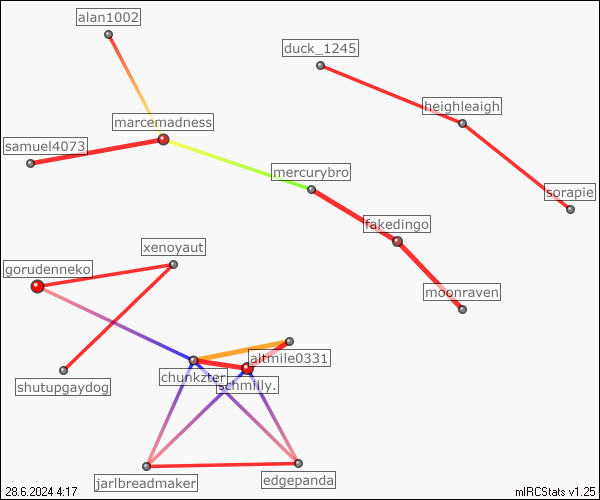 alan1002
duck_1245
heighleaigh
marcemadness
samuel4073
mercurybro
sorapie
fakedingo
xenoyaut
gorudenneko
moonraven
aitmile0331
chunkzter
schmilly.
shutupgaydog
jarlbreadmaker
edgepanda
28.6.2024 4:17
mIRCStats v1.25